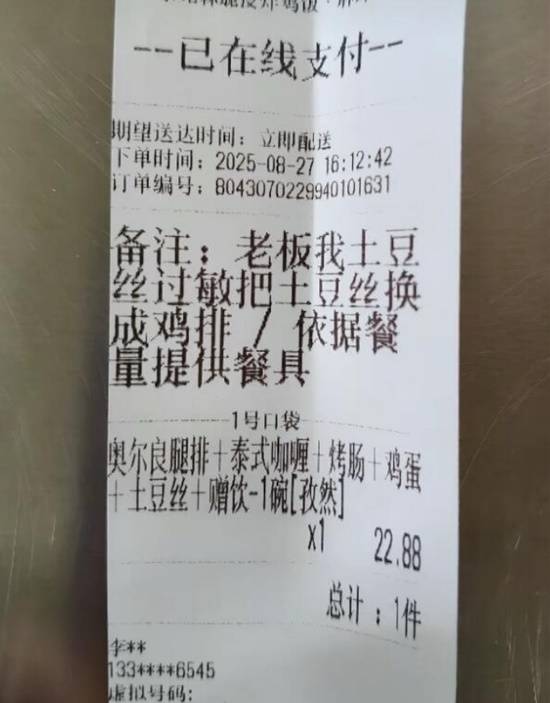 --已在线支付--
期望送达时间：立即配送
下单时间：2025-08-27 16:12:42
订单编号：8043070229940101631
备注：老板我土豆
丝过敏把土豆丝换
成鸡排 / 依据餐
量提供餐具
1号口袋
奥尔良腿排+泰式咖喱+烤肠+鸡蛋
+土豆丝+赠饮-1碗[孜然]
x1 22.88
总计：1件
李**
133****6545
虚拟号码：